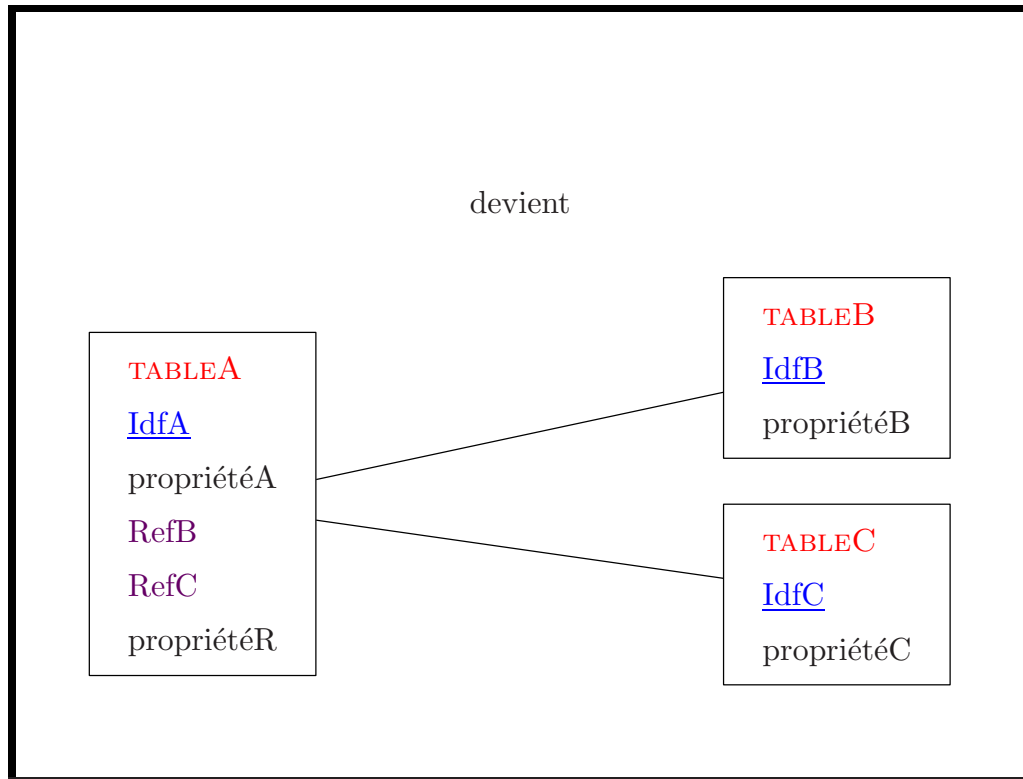 devient
TABLEA
IdfA
propriétéA
RefB
RefC
propriétéR
TABLEB
IdfB
propriétéB
TABLEC
IdfC
propriétéC